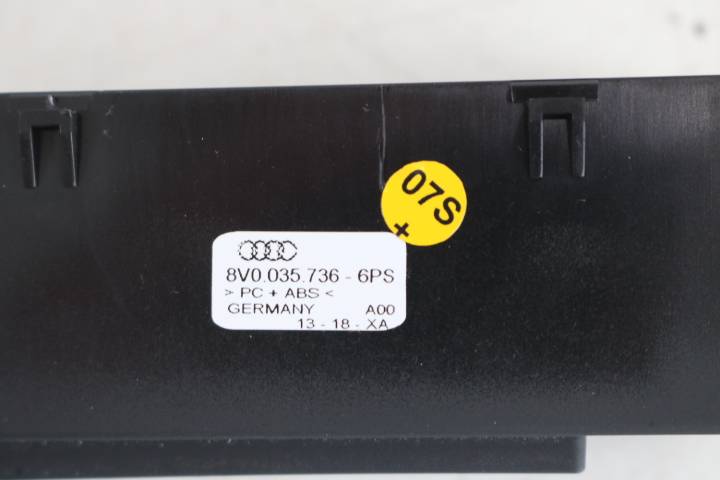 07S
+
8V0.035.736 - 6PS
> PC + ABS <
GERMANY A00
13 - 18 - XA